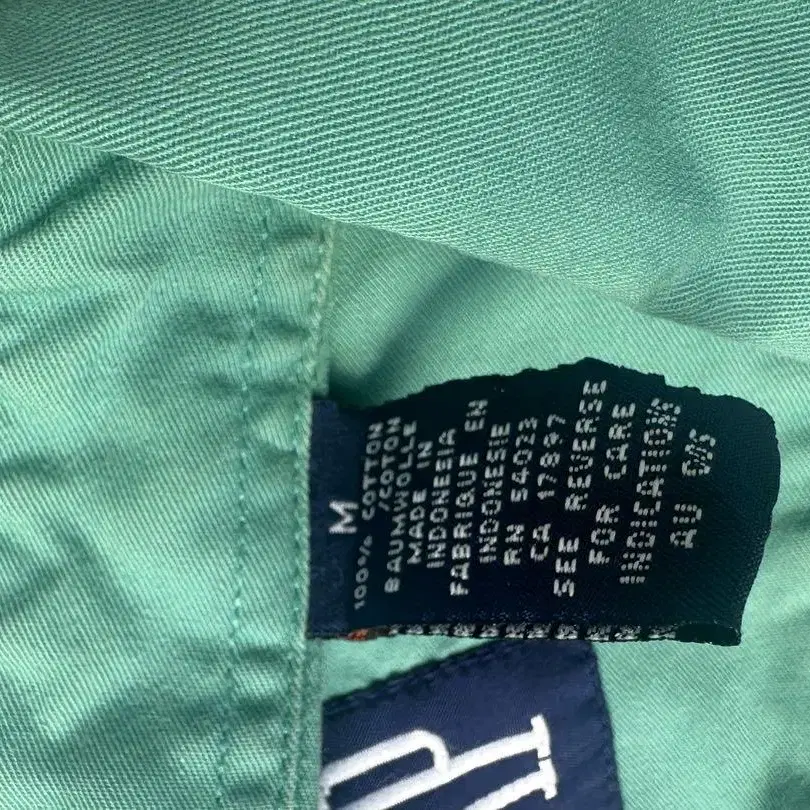 M
100% COTTON
/COTON
BAUMWOLLE
MADE IN
INDONESIA
FABRIQUE EN
INDONESIE
RN 54023
CA 17897
SEE REVERSE
FOR CARE
INDICATIONS
AU